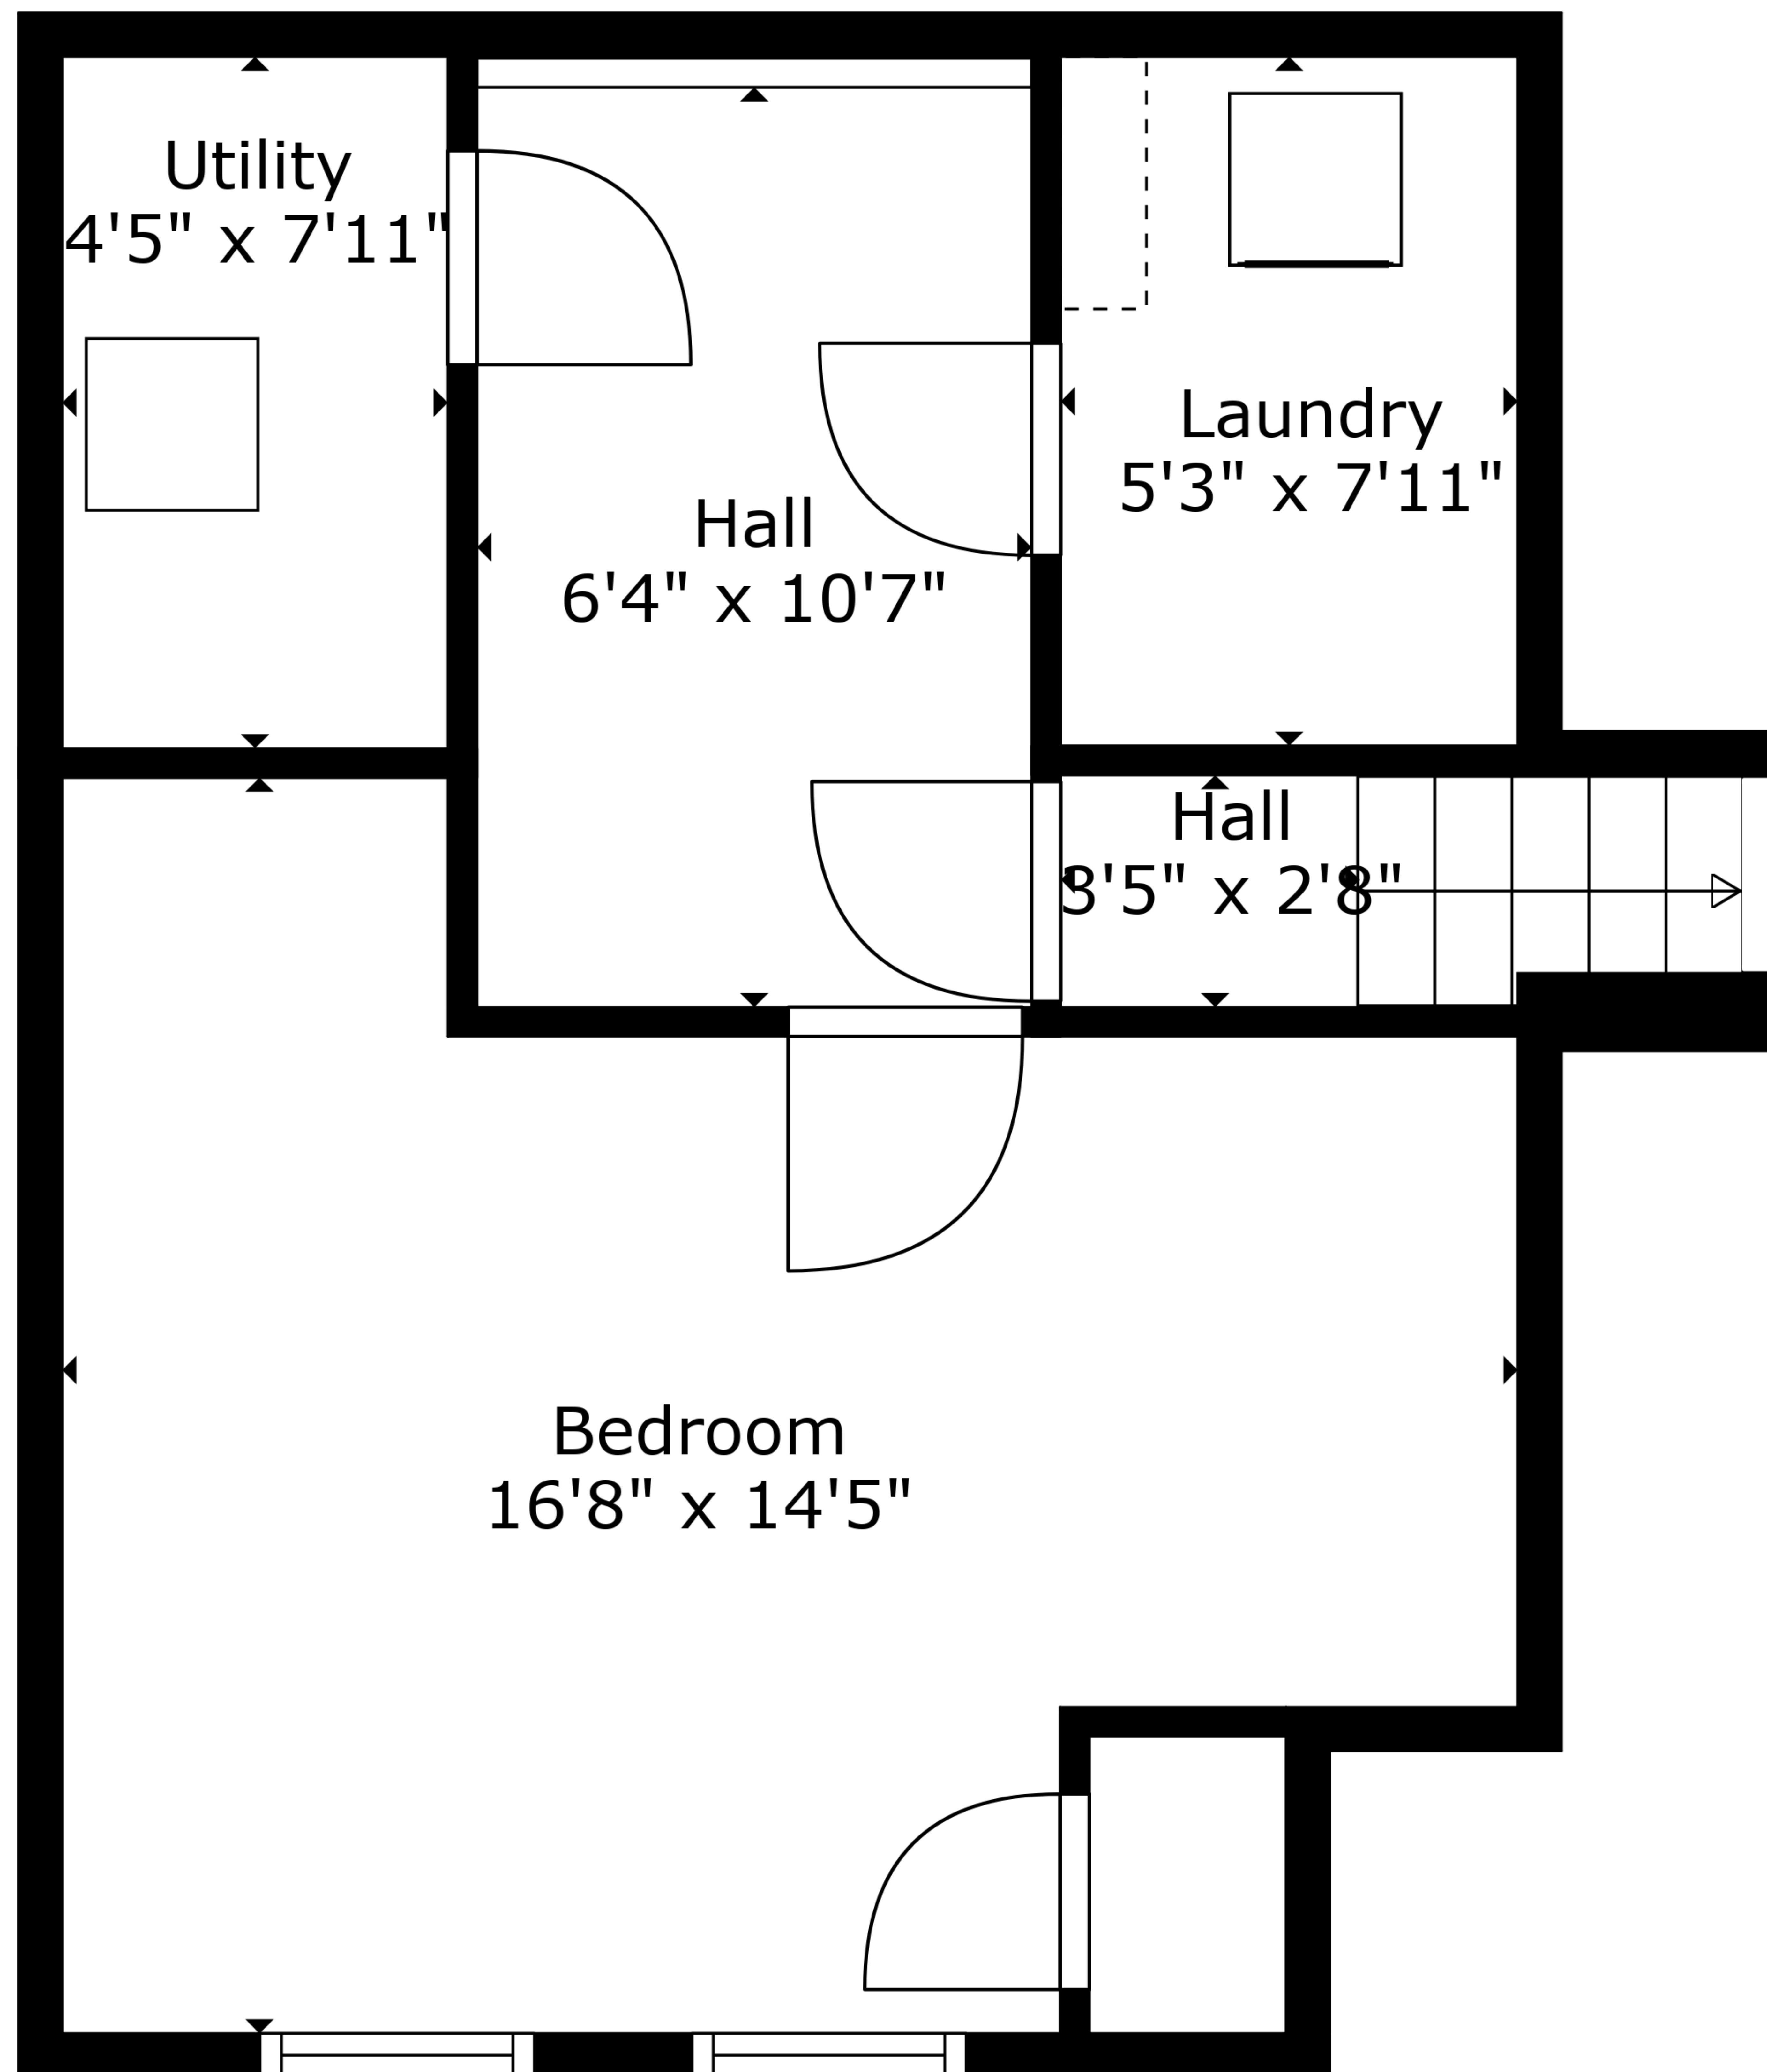 Utility
4'5" x 7'11"
Laundry
5'3" x 7'11"
Hall
6'4" x 10'7"
Hall
3'5" x 2'8"
Bedroom
16'8" x 14'5"